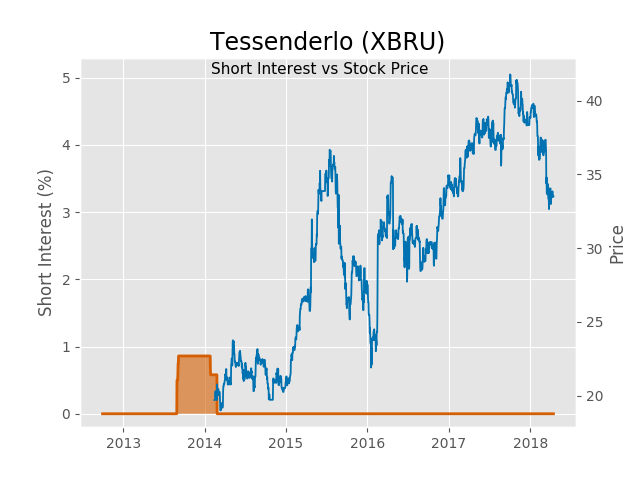 Tessenderlo (XBRU)
Short Interest vs Stock Price
5
4
3
2
1
0
Short Interest (%)
40
35
30
25
20
Price
2013 2014 2015 2016 2017 2018